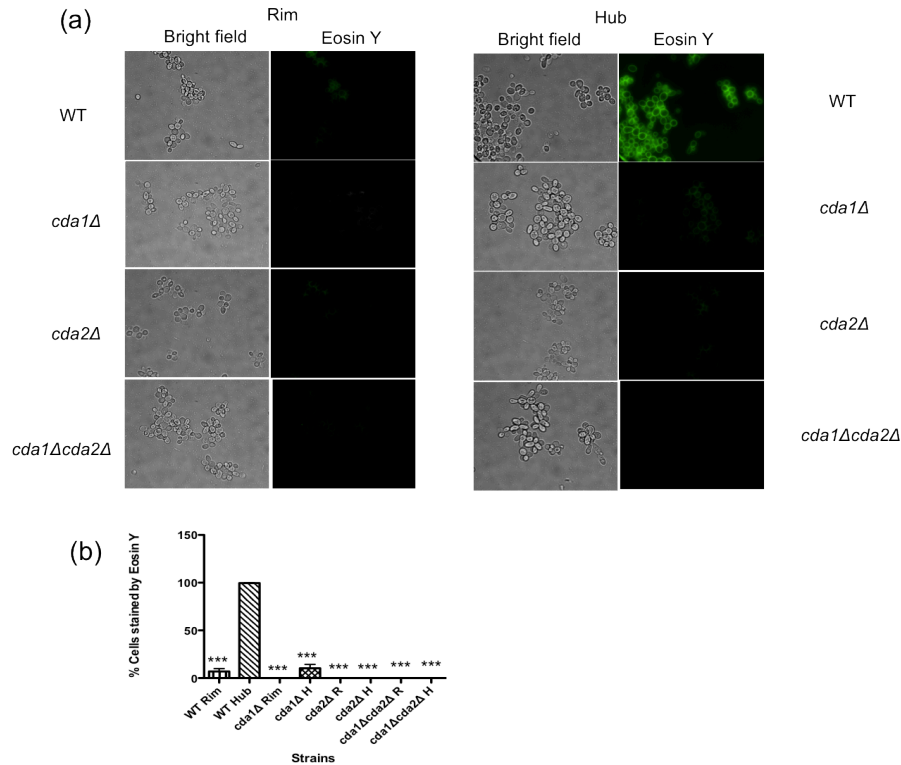 (a)
Rim
Hub
Bright field
Eosin Y
Bright field
Eosin Y
WT
WT
cda1Δ
cda1Δ
cda2Δ
cda2Δ
cda1Δcda2Δ
cda1Δcda2Δ
(b)
% Cells stained by Eosin Y
150
100
50
0
***
***
***
***
***
***
***
WT Rim
WT Hub
cda1Δ Rim
cda1Δ H
cda2Δ R
cda2Δ H
cda1Δcda2Δ R
cda1Δcda2Δ H
Strains